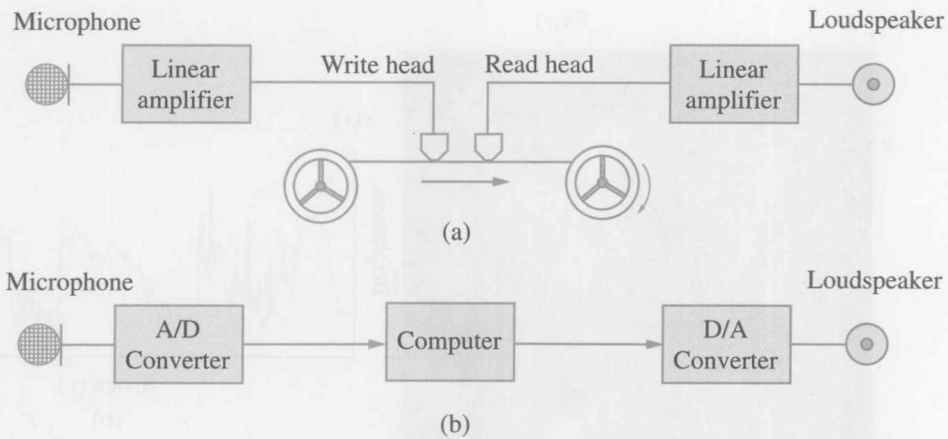 Microphone
Loudspeaker
Linear
amplifier
Write head
Read head
Linear
amplifier
(a)
Microphone
Loudspeaker
A/D
Converter
Computer
D/A
Converter
(b)